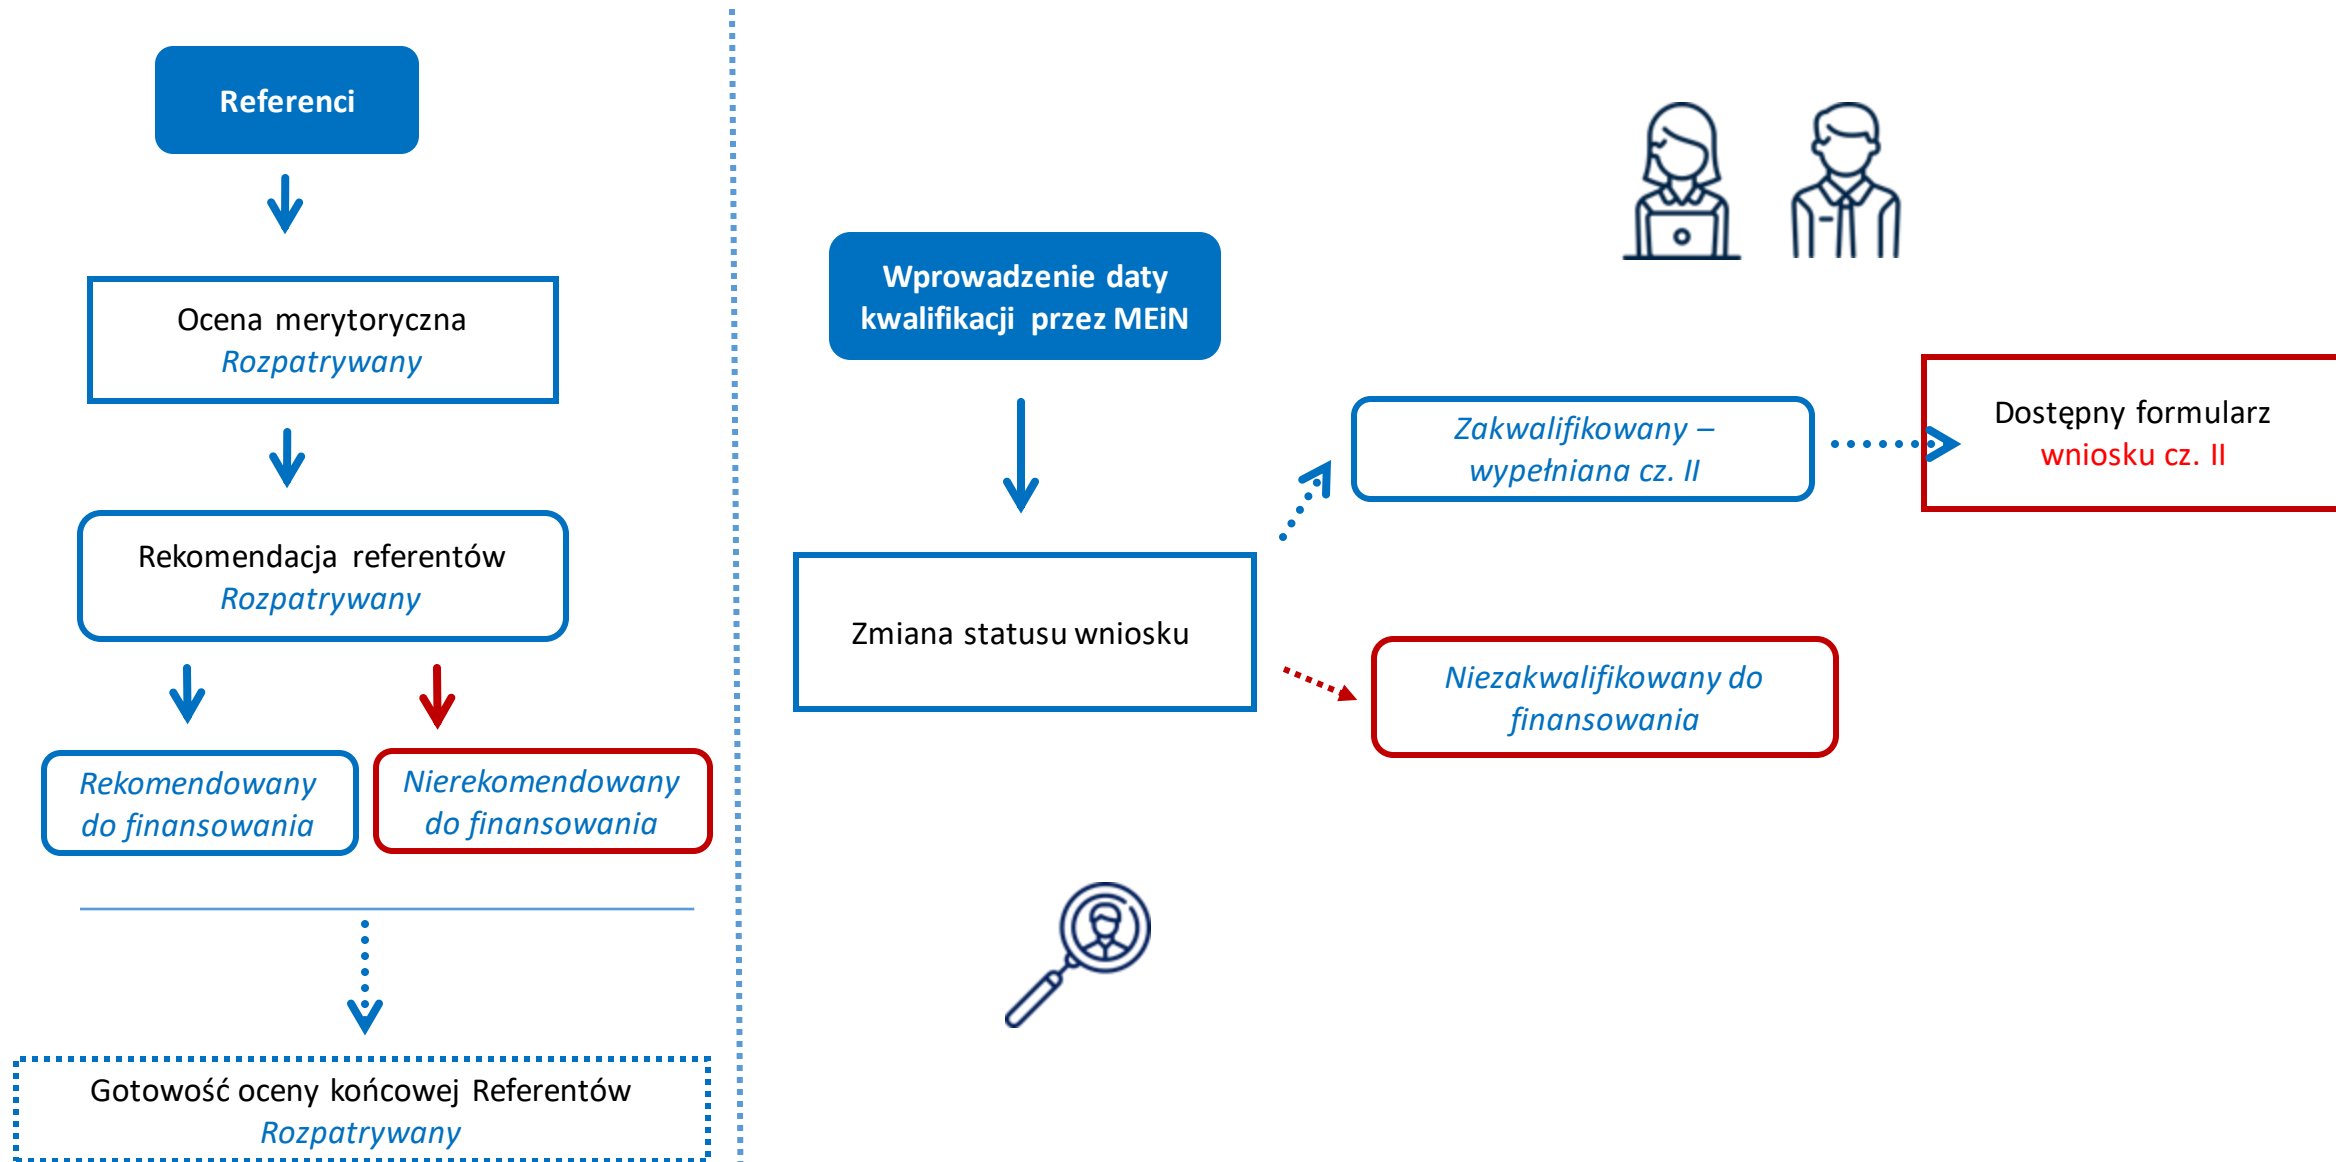 Referenci
Ocena merytoryczna
Rozpatrywany
Rekomendacja referentów
Rozpatrywany
Rekomendowany
do finansowania
Nierekomendowany
do finansowania
Gotowość oceny końcowej Referentów
Rozpatrywany
Wprowadzenie daty
kwalifikacji przez MEiN
Zmiana statusu wniosku
Zakwalifikowany –
wypełniana cz. II
Niezakwalifikowany do
finansowania
Dostępny formularz
wniosku cz. II